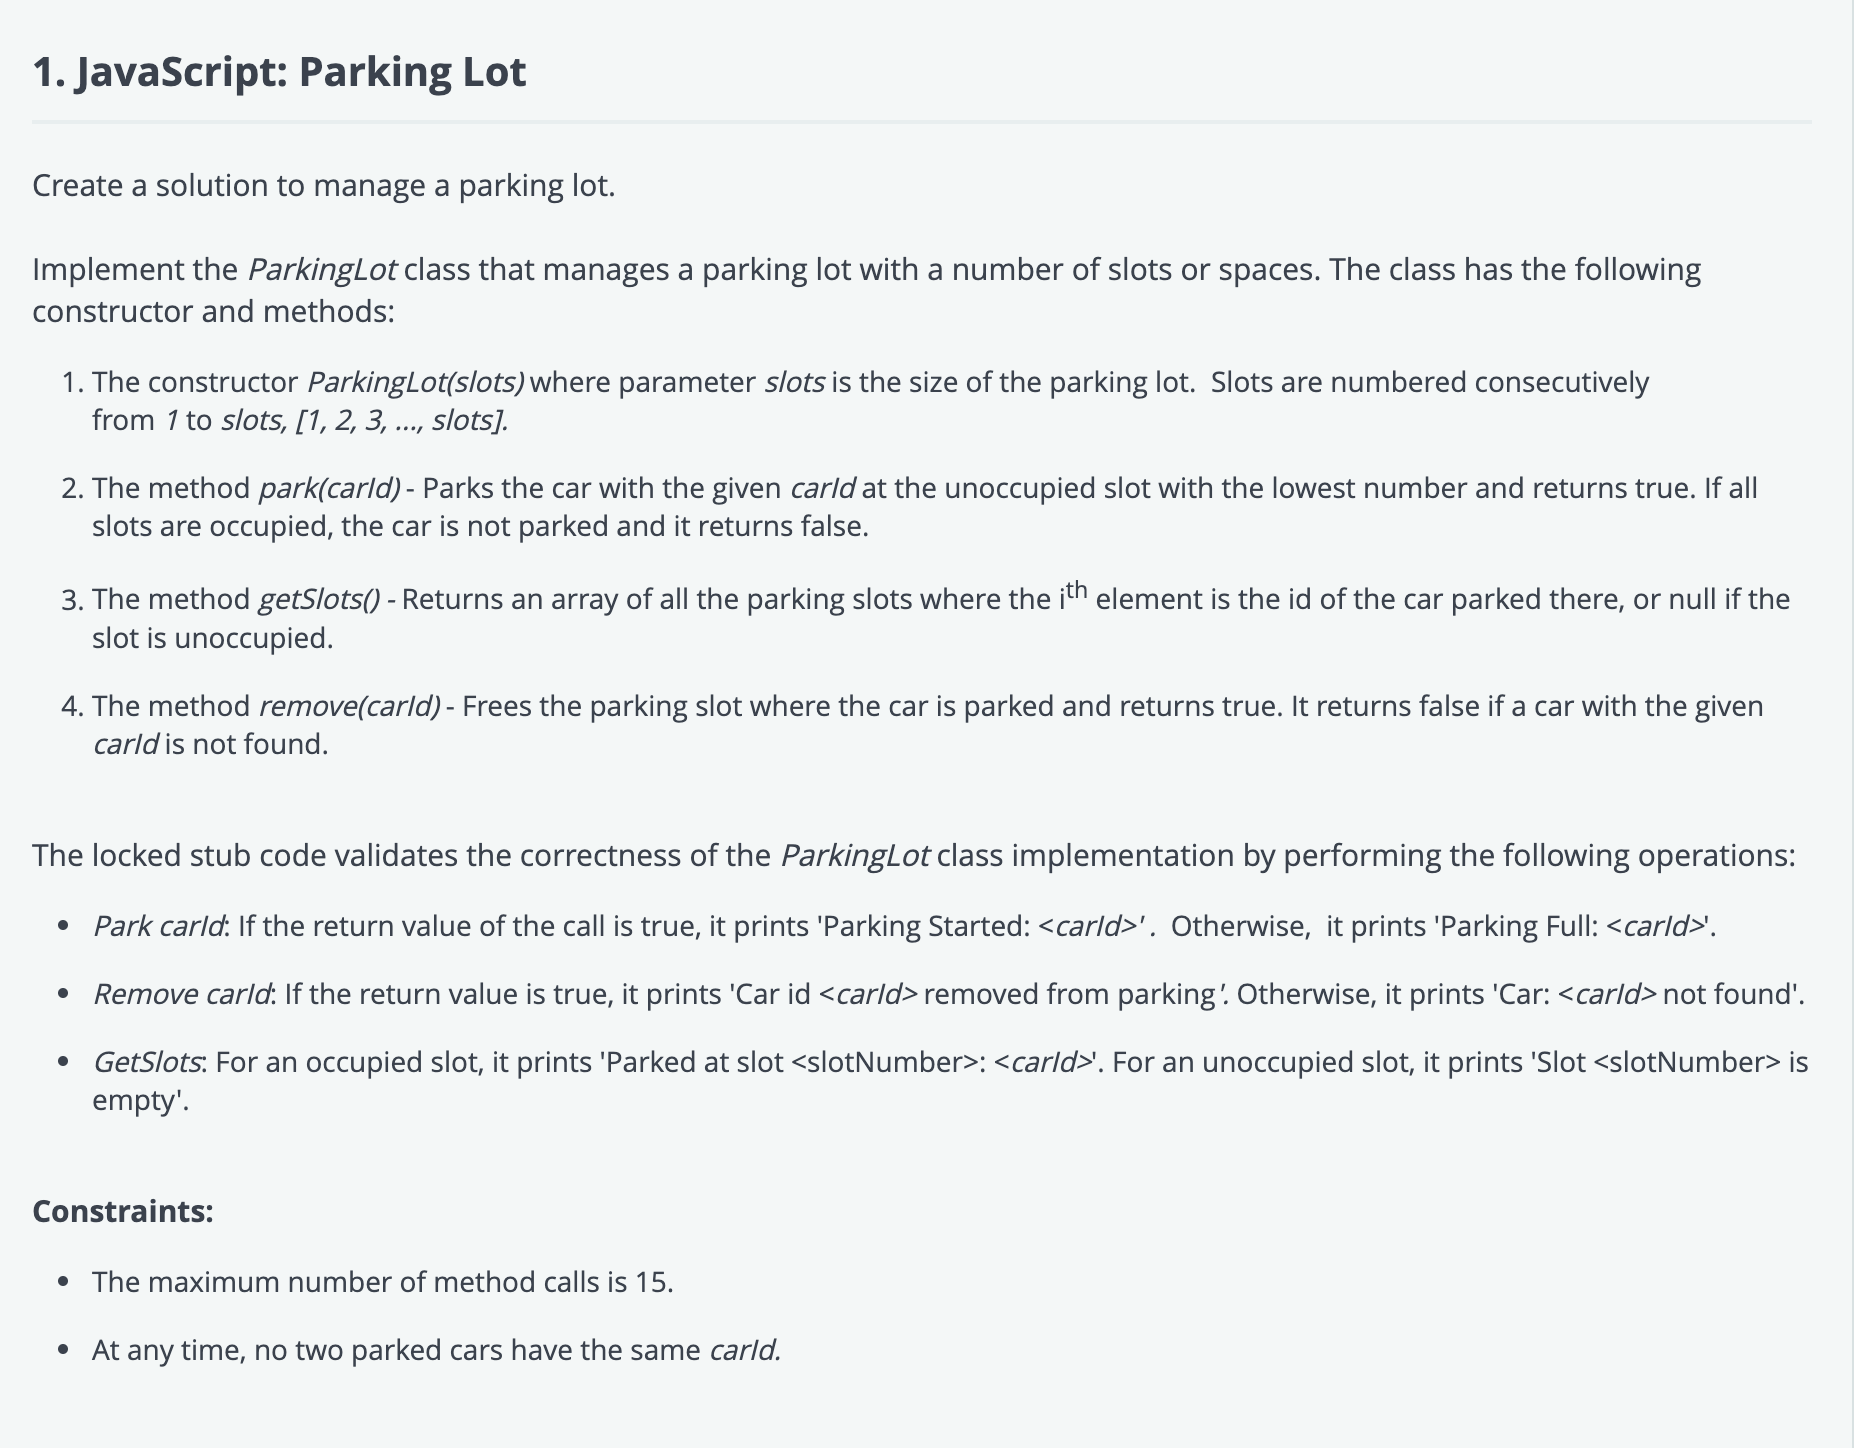 1. JavaScript: Parking Lot
Create a solution to manage a parking lot.
Implement the ParkingLot class that manages a parking lot with a number of slots or spaces. The class has the following
constructor and methods:
1. The constructor ParkingLot(slots) where parameter slots is the size of the parking lot.  Slots are numbered consecutively
from 1 to slots, [1, 2, 3, ..., slots].
2. The method park(carId) - Parks the car with the given carId at the unoccupied slot with the lowest number and returns true. If all
slots are occupied, the car is not parked and it returns false.
3. The method getSlots() - Returns an array of all the parking slots where the ith element is the id of the car parked there, or null if the
slot is unoccupied.
4. The method remove(carId) - Frees the parking slot where the car is parked and returns true. It returns false if a car with the given
carId is not found.
The locked stub code validates the correctness of the ParkingLot class implementation by performing the following operations:
• Park carId: If the return value of the call is true, it prints 'Parking Started: <carId>' .  Otherwise,  it prints 'Parking Full: <carId>'.
• Remove carId: If the return value is true, it prints 'Car id <carId> removed from parking'. Otherwise, it prints 'Car: <carId> not found'.
• GetSlots: For an occupied slot, it prints 'Parked at slot <slotNumber>: <carId>'. For an unoccupied slot, it prints 'Slot <slotNumber> is
empty'.
Constraints:
• The maximum number of method calls is 15.
• At any time, no two parked cars have the same carId.